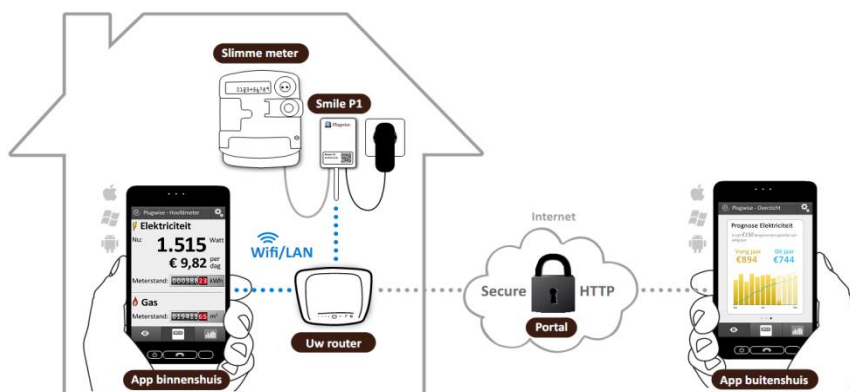 Slimme meter
Smile P1
Plugwise
Plugwise - Hoofdmeter
Elektriciteit
Nu:
1.515 Watt
€ 9,82 per dag
Meterstand:
kWh
Gas
Meterstand:
m³
App binnenshuis
Wifi/LAN
Uw router
Internet
Secure HTTP
Portal
Plugwise - Overzicht
Prognose Elektriciteit
Vorig jaar
€894
Dit jaar
€744
App buitenshuis